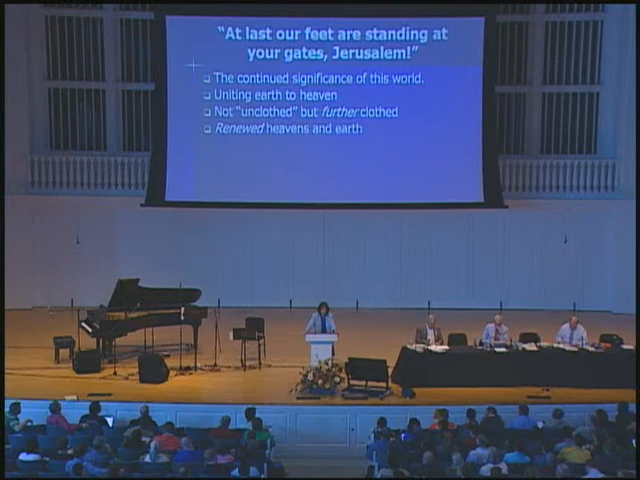 “At last our feet are standing at
your gates, Jerusalem!”
❑ The continued significance of this world.
❑ Uniting earth to heaven
❑ Not “unclothed” but further clothed
❑ Renewed heavens and earth